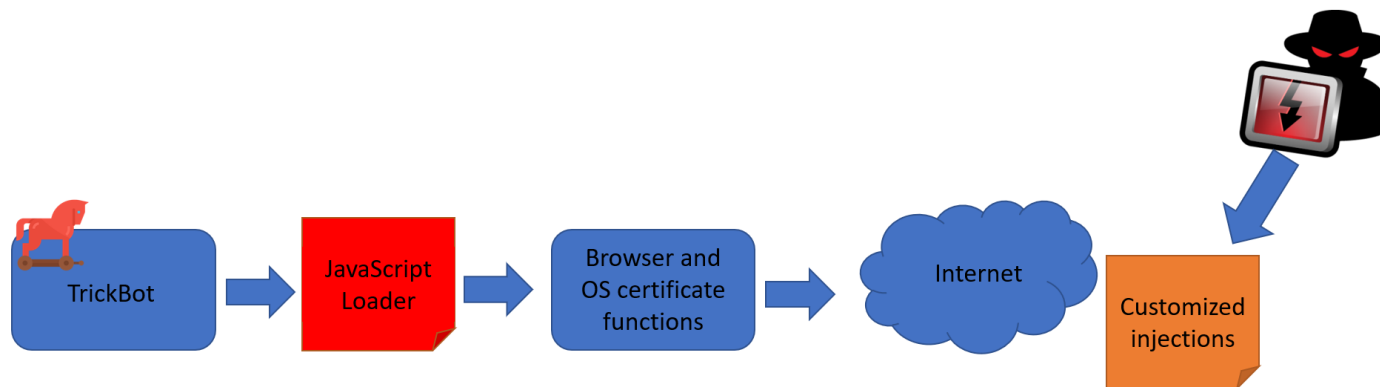 TrickBot
JavaScript
Loader
Browser and
OS certificate
functions
Internet
Customized
injections